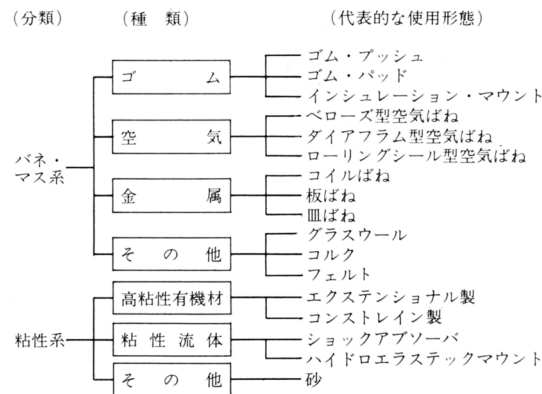 (分類) (種 類) (代表的な使用形態)
ゴム・プッシュ
ゴ ム ゴム・パッド
インシュレーション・マウント
ベローズ型空気ばね
空 気 ダイアフラム型空気ばね
バネ・
マス系
ローリングシール型空気ばね
コイルばね
金 属 板ばね
皿ばね
グラスウール
そ の 他 コルク
フェルト
高粘性有機材 エクステンショナル製
コンストレイン製
粘性系 粘 性 流 体 ショックアブソーバ
ハイドロエラステックマウント
そ の 他 砂